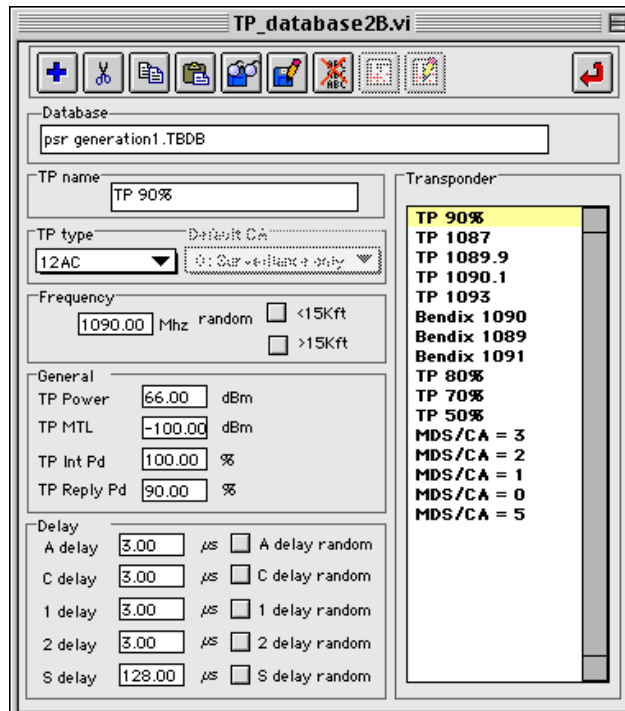 TP_database2B.vi
ABC
Database
psr generation1.TBDB
TP name
TP 90%
TP type
Default CA
12AC
0: Surveillance only
Frequency
1090.00 Mhz random <15Kft
>15Kft
General
TP Power 66.00 dBm
TP MTL -100.00 dBm
TP Int Pd 100.00 %
TP Reply Pd 90.00 %
Delay
A delay 3.00 µs A delay random
C delay 3.00 µs C delay random
1 delay 3.00 µs 1 delay random
2 delay 3.00 µs 2 delay random
S delay 128.00 µs S delay random
Transponder
TP 90%
TP 1087
TP 1089.9
TP 1090.1
TP 1093
Bendix 1090
Bendix 1089
Bendix 1091
TP 80%
TP 70%
TP 50%
MDS/CA = 3
MDS/CA = 2
MDS/CA = 1
MDS/CA = 0
MDS/CA = 5